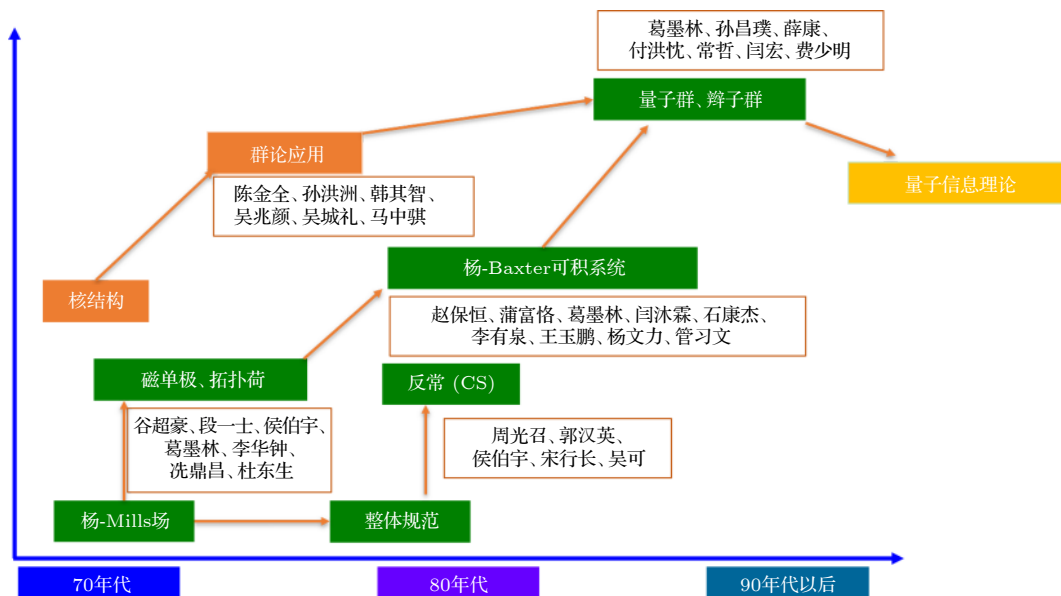 葛墨林、孙昌璞、薛康、
付洪忱、常哲、闫宏、费少明
量子群、辫子群
群论应用
量子信息理论
陈金全、孙洪洲、韩其智、
吴兆颜、吴城礼、马中骐
杨-Baxter可积系统
核结构
赵保恒、蒲富恪、葛墨林、闫沐霖、石康杰、
李有泉、王玉鹏、杨文力、管习文
磁单极、拓扑荷
反常 (CS)
谷超豪、段一士、侯伯宇、
葛墨林、李华钟、
冼鼎昌、杜东生
周光召、郭汉英、
侯伯宇、宋行长、吴可
杨-Mills场
整体规范
70年代
80年代
90年代以后